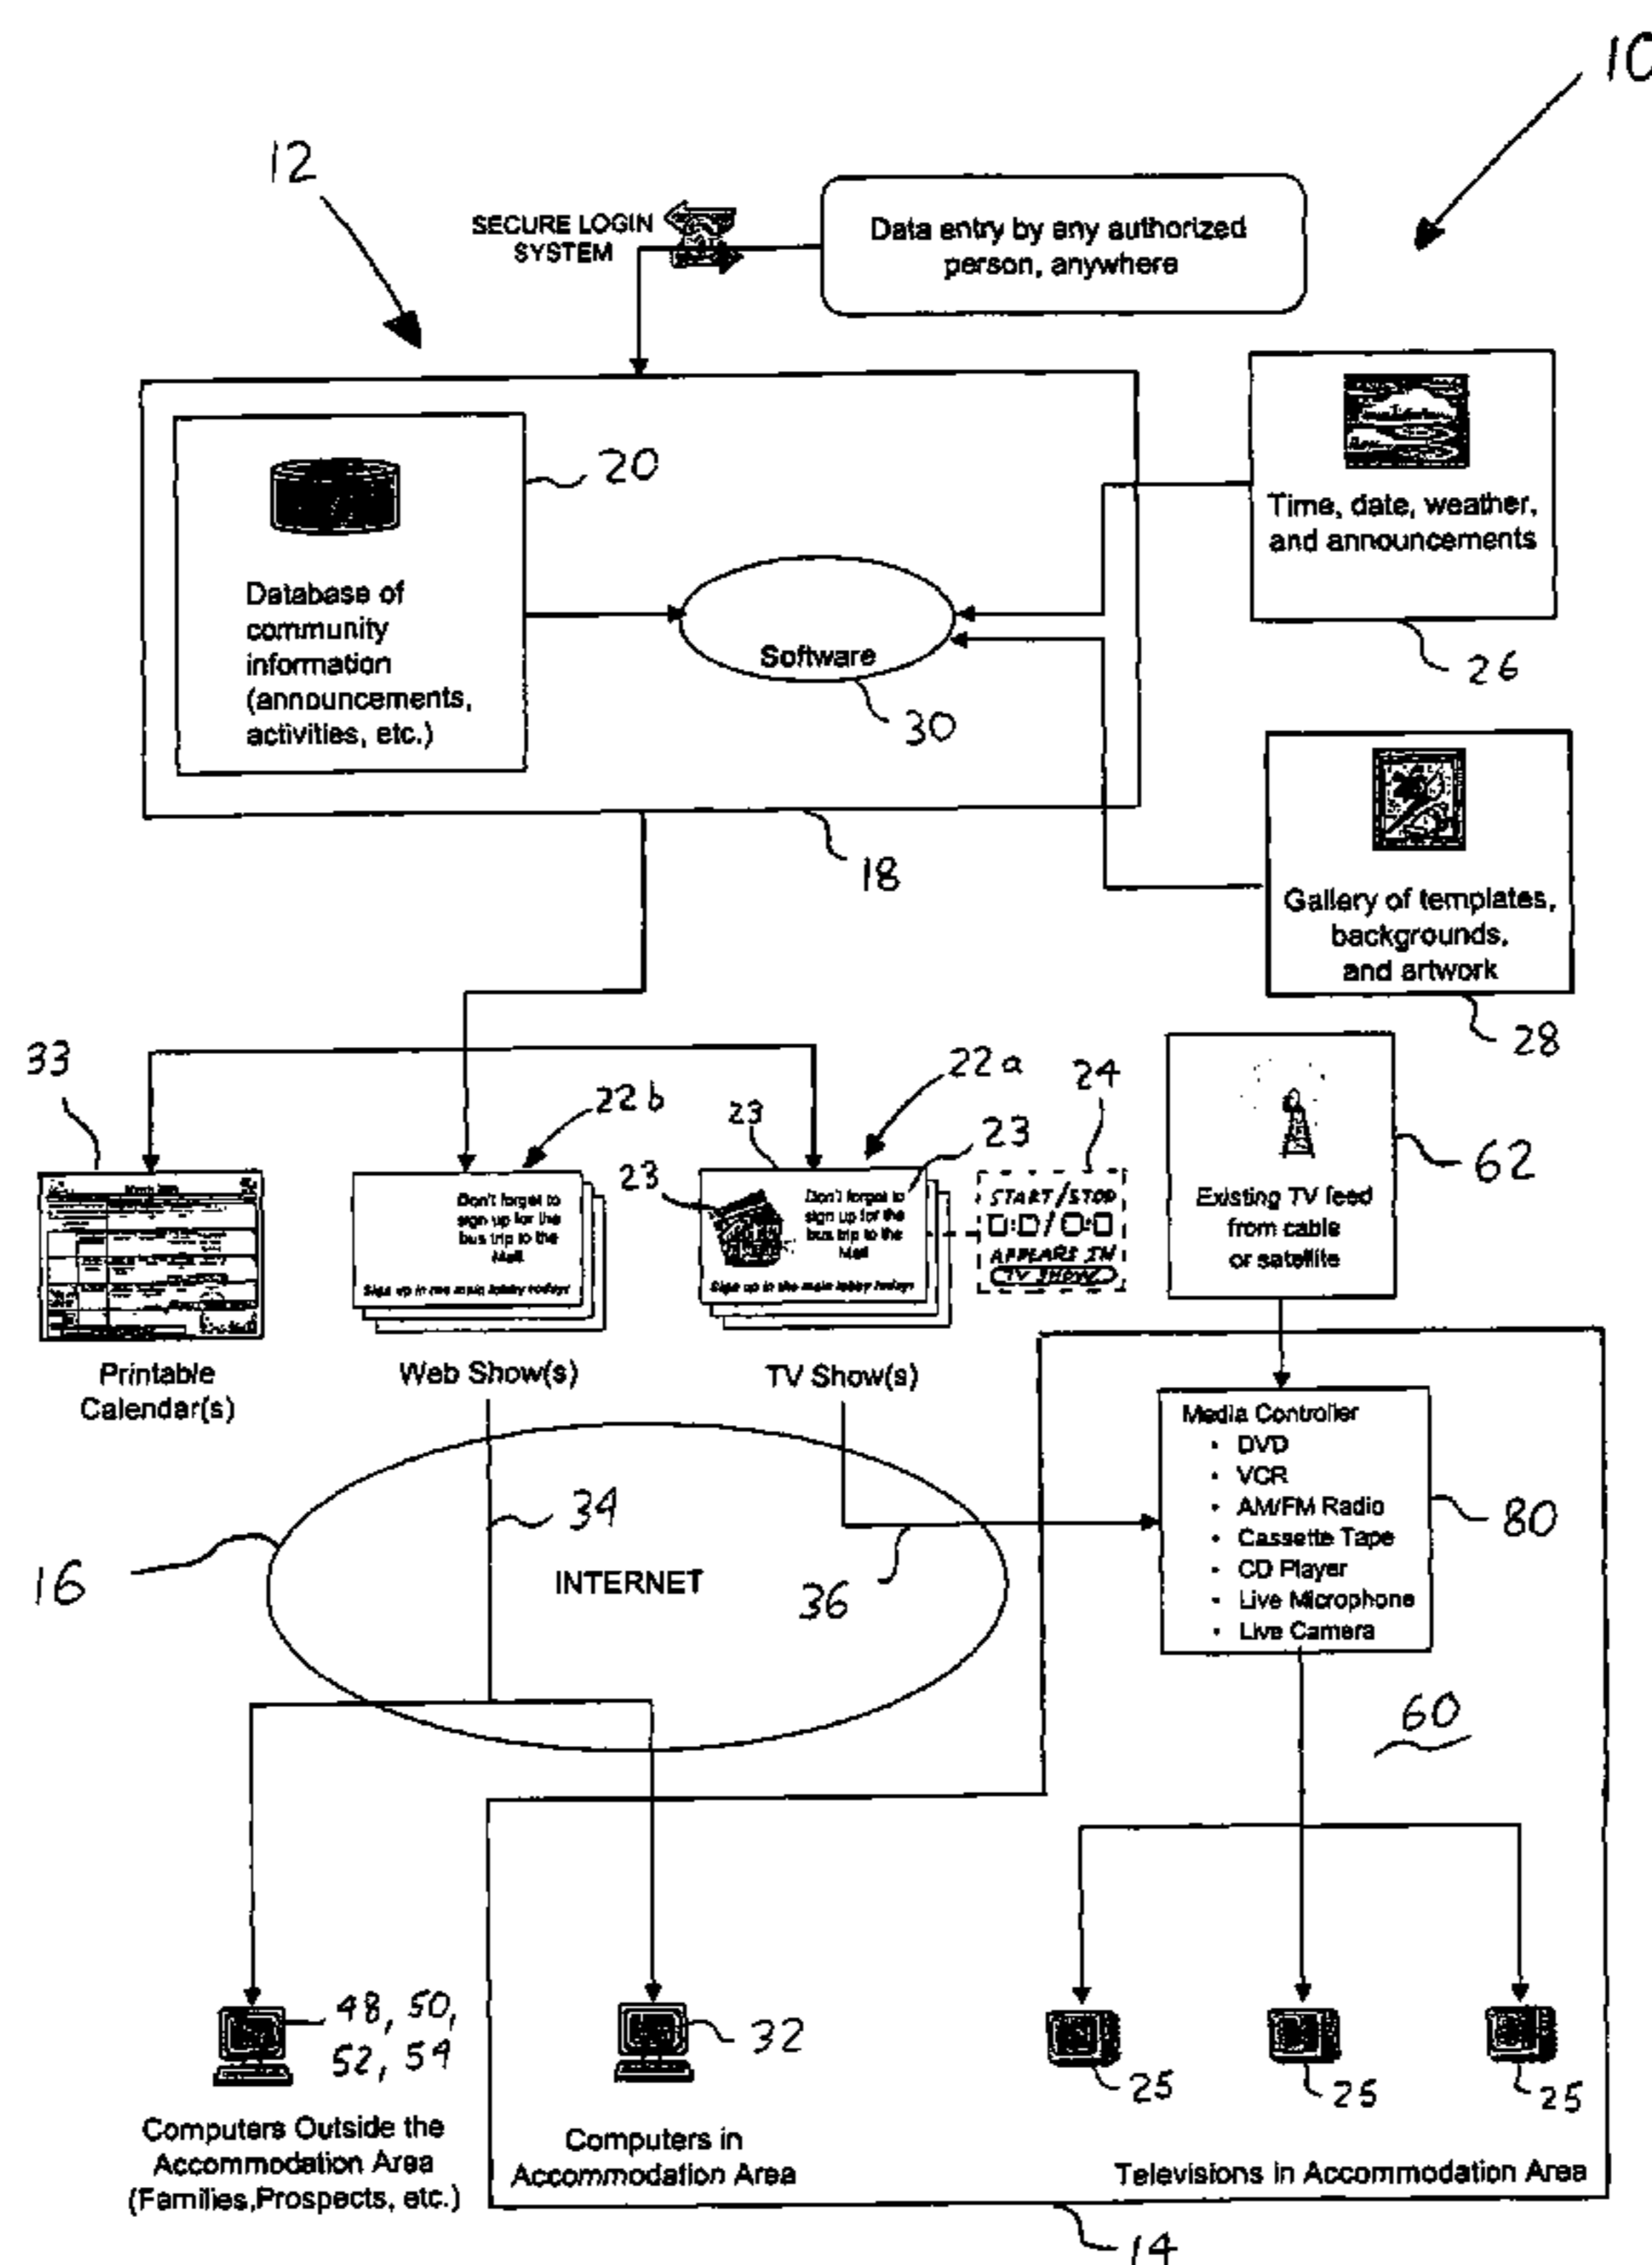 10
12
SECURE LOGIN
SYSTEM
Data entry by any authorized
person, anywhere
20
Database of
community
information
(announcements,
activities, etc.)
Software
30
18
Time, date, weather,
and announcements
26
Gallery of templates,
backgrounds,
and artwork
28
33
Printable
Calendar(s)
22b
Don't forget to
sign up for the
bus trip to the
Mall
Sign up in the main lobby today!
Web Show(s)
22a
23
23
23
Don't forget to
sign up for the
bus trip to the
Mall
Sign up in the main lobby today!
TV Show(s)
24
START/STOP
APPEARS IN
TV SHOW
Existing TV feed
from cable
or satellite
62
Media Controller
• DVD
• VCR
• AM/FM Radio
• Cassette Tape
• CD Player
• Live Microphone
• Live Camera
80
16
INTERNET
34
36
60
48, 50,
52, 54
Computers Outside the
Accommodation Area
(Families,Prospects, etc.)
32
Computers in
Accommodation Area
25
25
25
Televisions in Accommodation Area
14